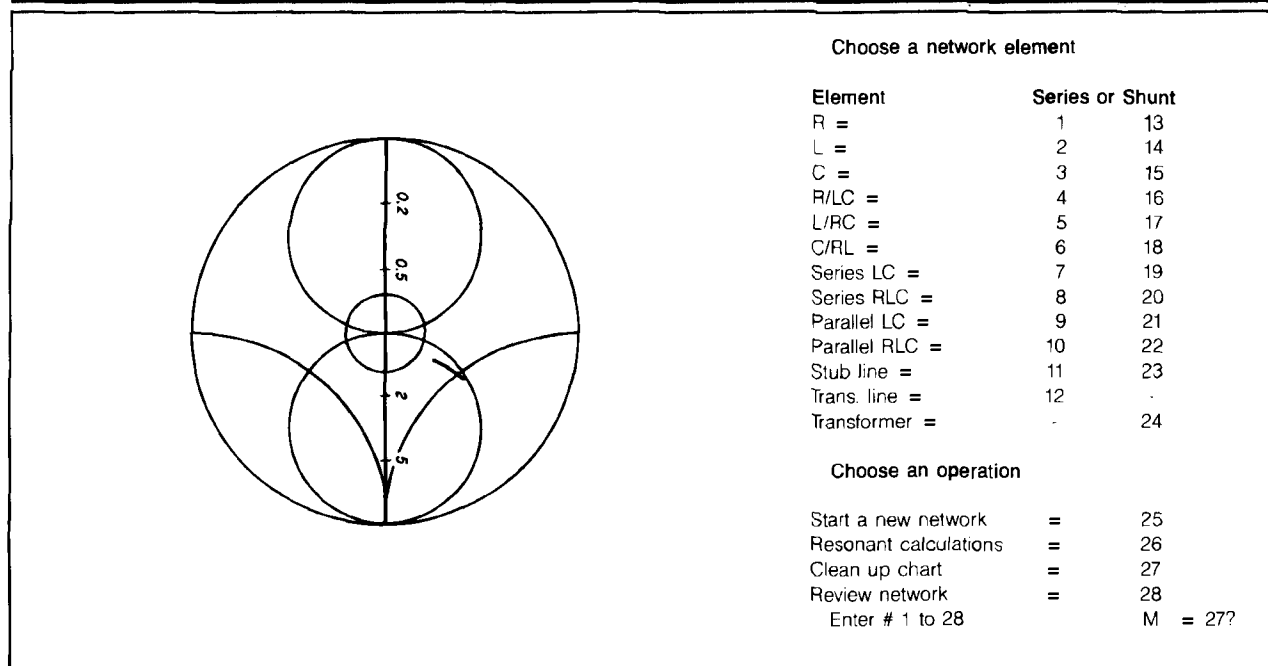 0.2
0.5
2
5
Choose a network element
Element Series or Shunt
R = 1 13
L = 2 14
C = 3 15
R/LC = 4 16
L/RC = 5 17
C/RL = 6 18
Series LC = 7 19
Series RLC = 8 20
Parallel LC = 9 21
Parallel RLC = 10 22
Stub line = 11 23
Trans. line = 12 -
Transformer = - 24
Choose an operation
Start a new network = 25
Resonant calculations = 26
Clean up chart = 27
Review network = 28
Enter # 1 to 28 M = 27?